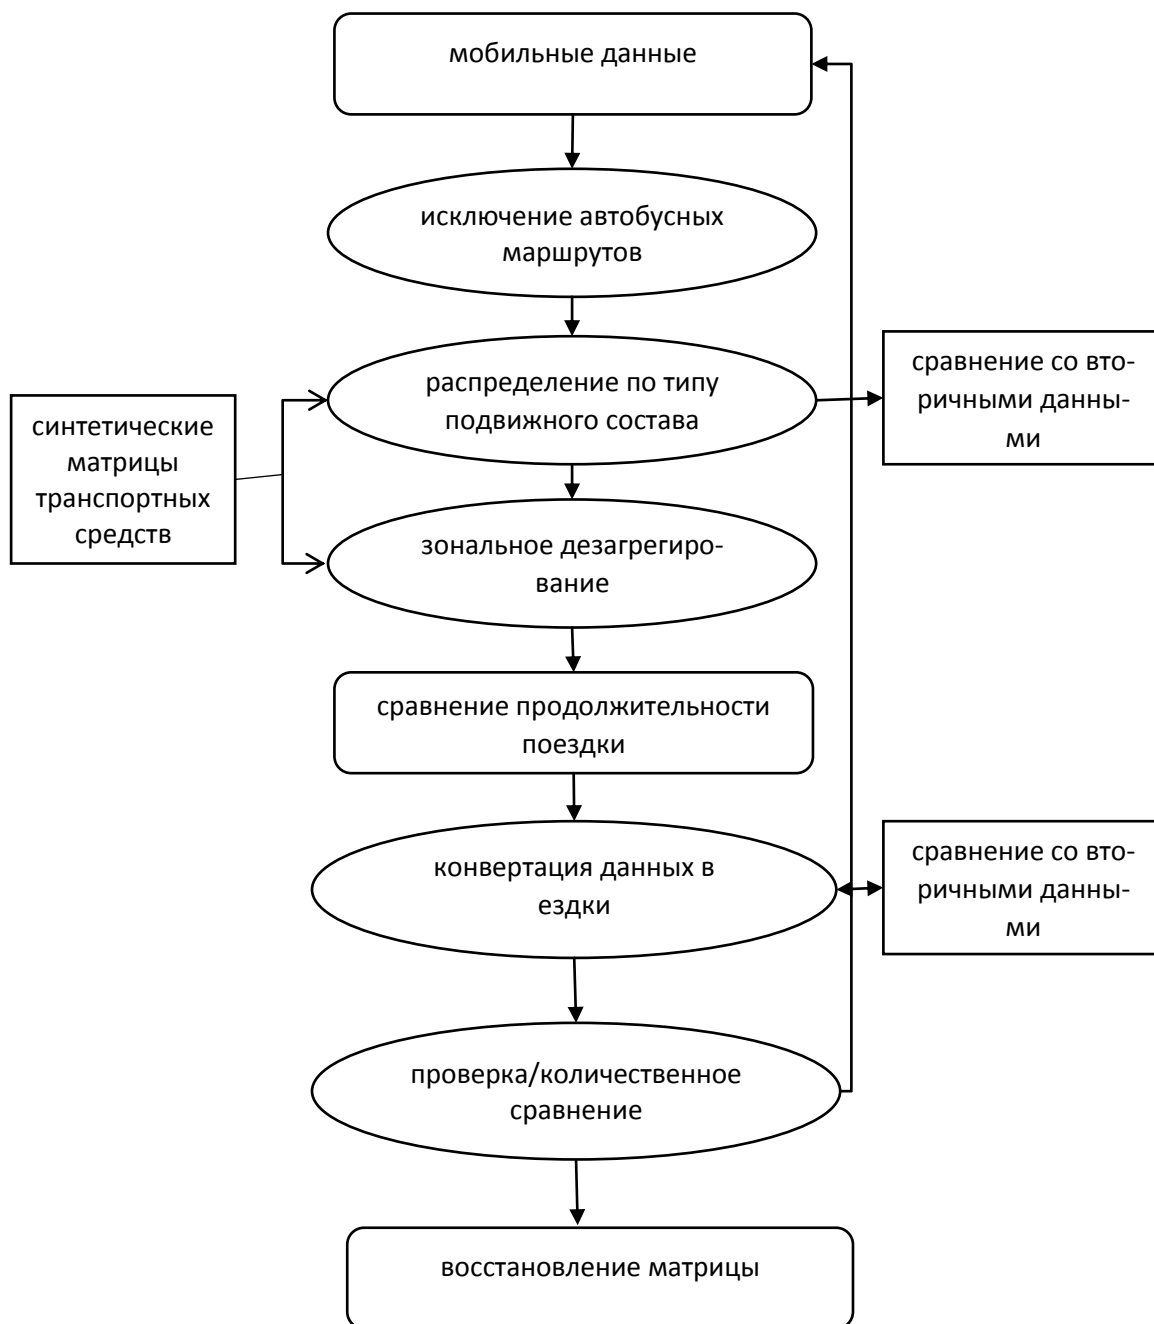 мобильные данные
исключение автобусных
маршрутов
распределение по типу
подвижного состава
сравнение со вто-
ричными данны-
ми
синтетические
матрицы
транспортных
средств
зональное дезагрегиро-
вание
сравнение продолжительности
поездки
конвертация данных в
ездки
сравнение со вто-
ричными данны-
ми
проверка/количественное
сравнение
восстановление матрицы